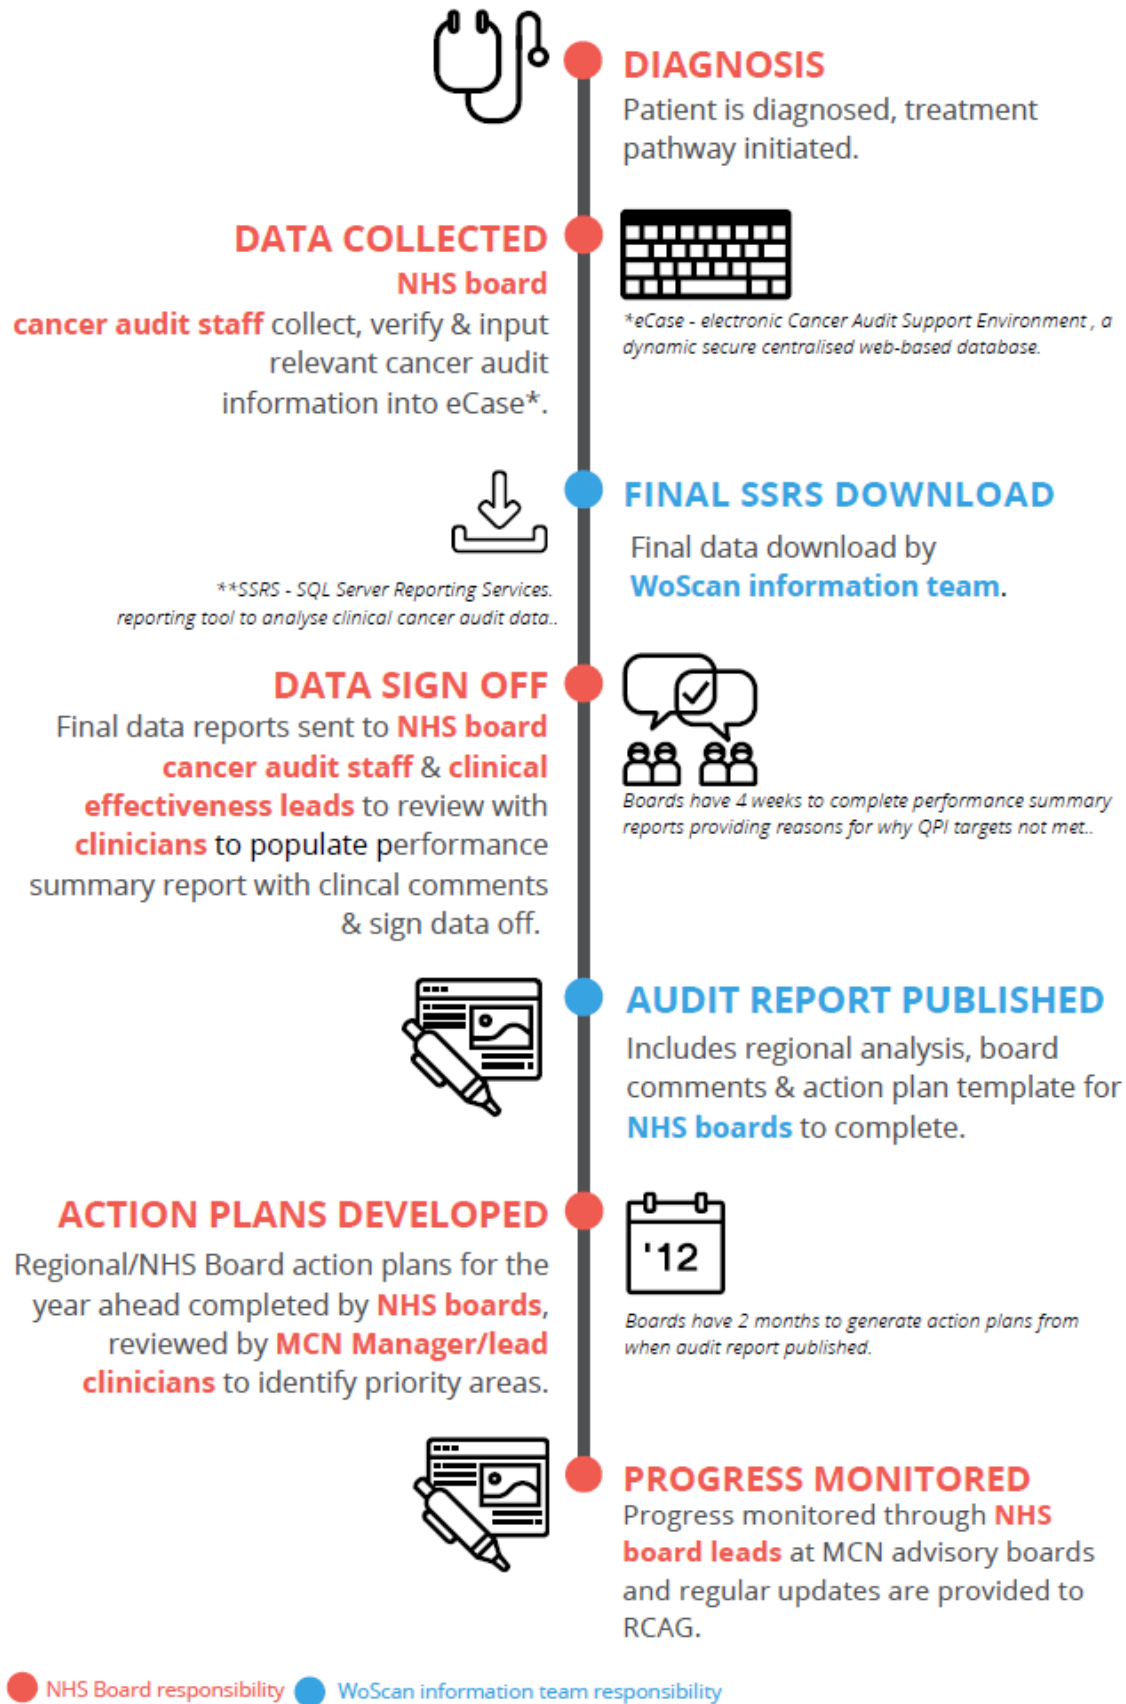 DIAGNOSIS
Patient is diagnosed, treatment
pathway initiated.
DATA COLLECTED
NHS board
cancer audit staff collect, verify & input
relevant cancer audit
information into eCase*.
*eCase - electronic Cancer Audit Support Environment , a
dynamic secure centralised web-based database.
FINAL SSRS DOWNLOAD
Final data download by
WoScan information team.
**SSRS - SQL Server Reporting Services.
reporting tool to analyse clinical cancer audit data..
DATA SIGN OFF
Final data reports sent to NHS board
cancer audit staff & clinical
effectiveness leads to review with
clinicians to populate performance
summary report with clincal comments
& sign data off.
Boards have 4 weeks to complete performance summary
reports providing reasons for why QPI targets not met..
AUDIT REPORT PUBLISHED
Includes regional analysis, board
comments & action plan template for
NHS boards to complete.
ACTION PLANS DEVELOPED
Regional/NHS Board action plans for the
year ahead completed by NHS boards,
reviewed by MCN Manager/lead
clinicians to identify priority areas.
'12
Boards have 2 months to generate action plans from
when audit report published.
PROGRESS MONITORED
Progress monitored through NHS
board leads at MCN advisory boards
and regular updates are provided to
RCAG.
NHS Board responsibility
WoScan information team responsibility